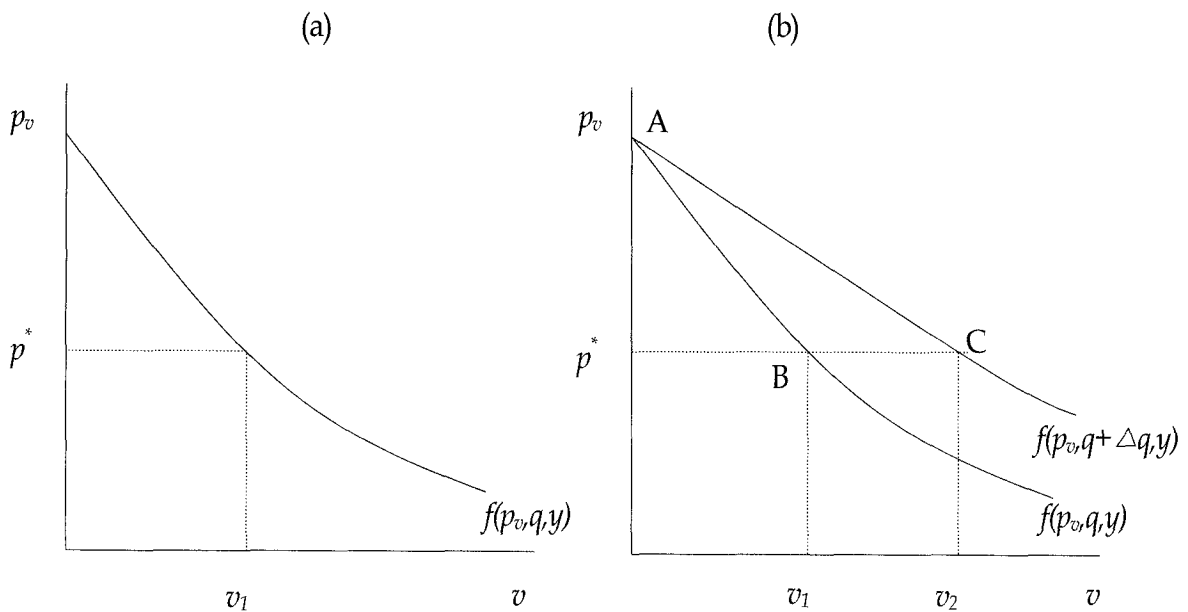 (a)
(b)
p_v
p*
f(p_v,q,y)
v_1
v
p_v
A
p*
B
C
f(p_v,q+△q,y)
f(p_v,q,y)
v_1
v_2
v